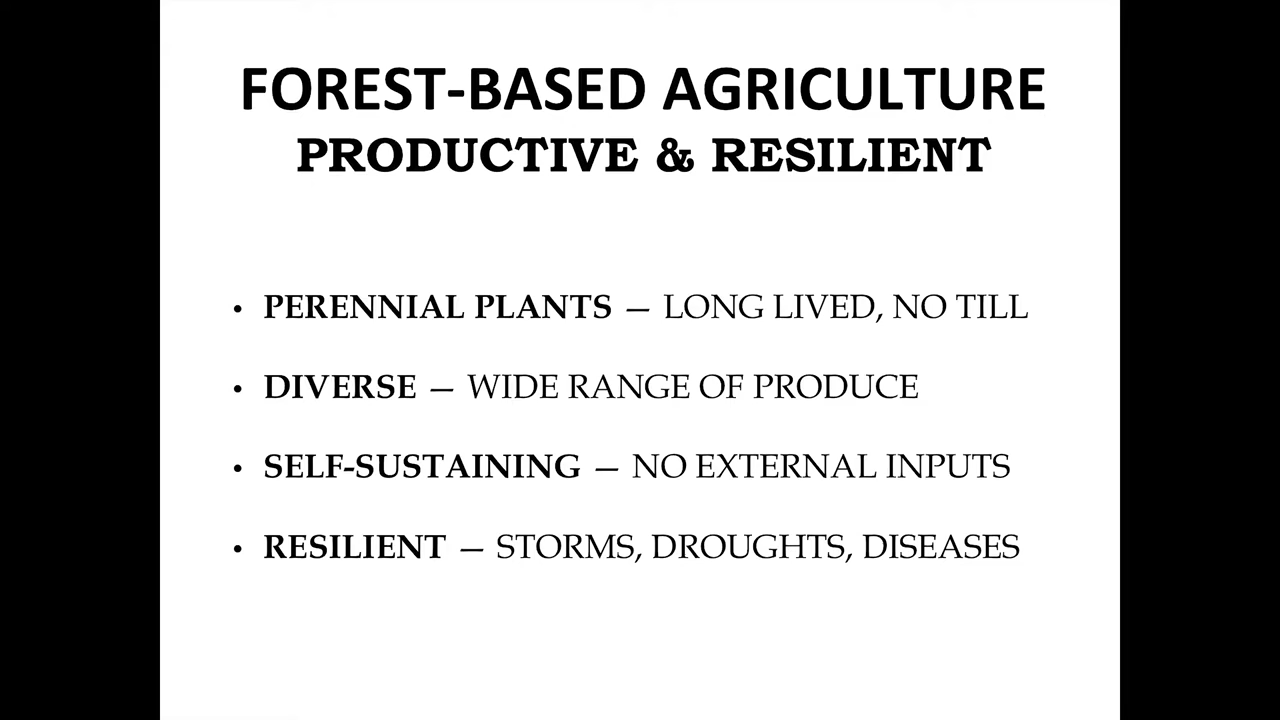 FOREST-BASED AGRICULTURE
PRODUCTIVE & RESILIENT
• PERENNIAL PLANTS — LONG LIVED, NO TILL
• DIVERSE — WIDE RANGE OF PRODUCE
• SELF-SUSTAINING — NO EXTERNAL INPUTS
• RESILIENT — STORMS, DROUGHTS, DISEASES